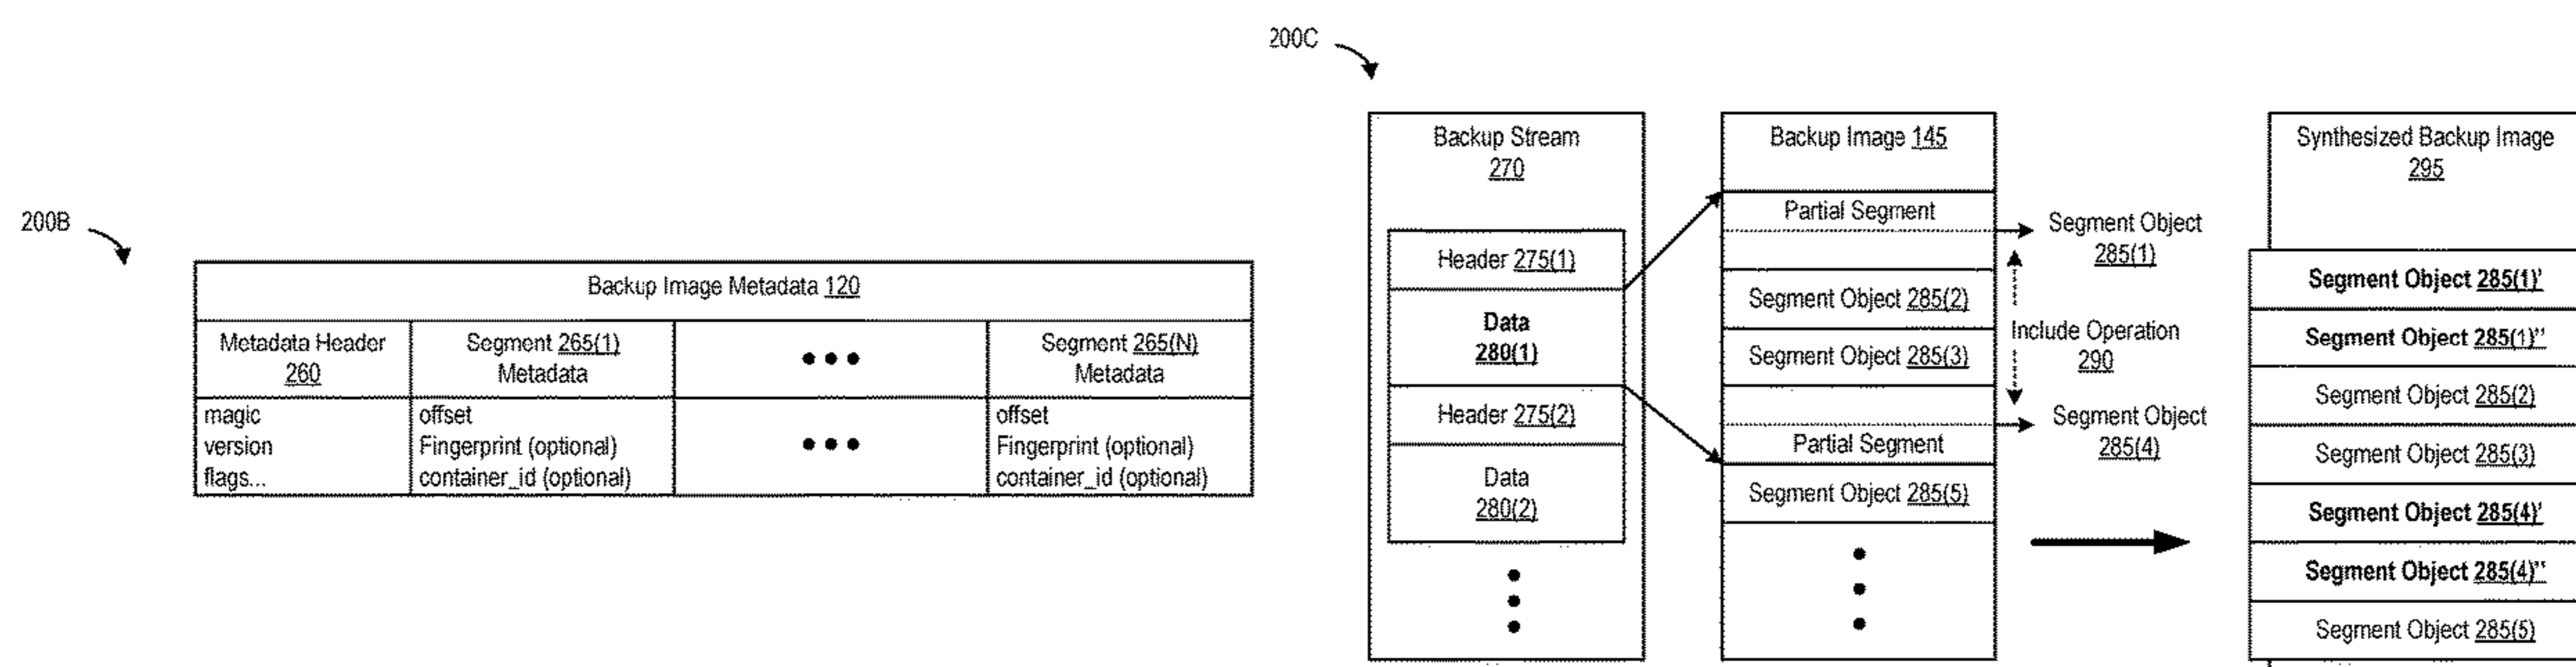 200B
Backup Image Metadata 120
Metadata Header
260
Segment 265(1)
Metadata
•••
Segment 265(N)
Metadata
magic
version
flags...
offset
Fingerprint (optional)
container_id (optional)
•••
offset
Fingerprint (optional)
container_id (optional)
200C
Backup Stream
270
Header 275(1)
Data
280(1)
Header 275(2)
Data
280(2)
Backup Image 145
Partial Segment
Segment Object 285(2)
Segment Object 285(3)
Partial Segment
Segment Object 285(5)
Segment Object
285(1)
Include Operation
290
Segment Object
285(4)
Synthesized Backup Image
295
Segment Object 285(1)'
Segment Object 285(1)''
Segment Object 285(2)
Segment Object 285(3)
Segment Object 285(4)'
Segment Object 285(4)''
Segment Object 285(5)